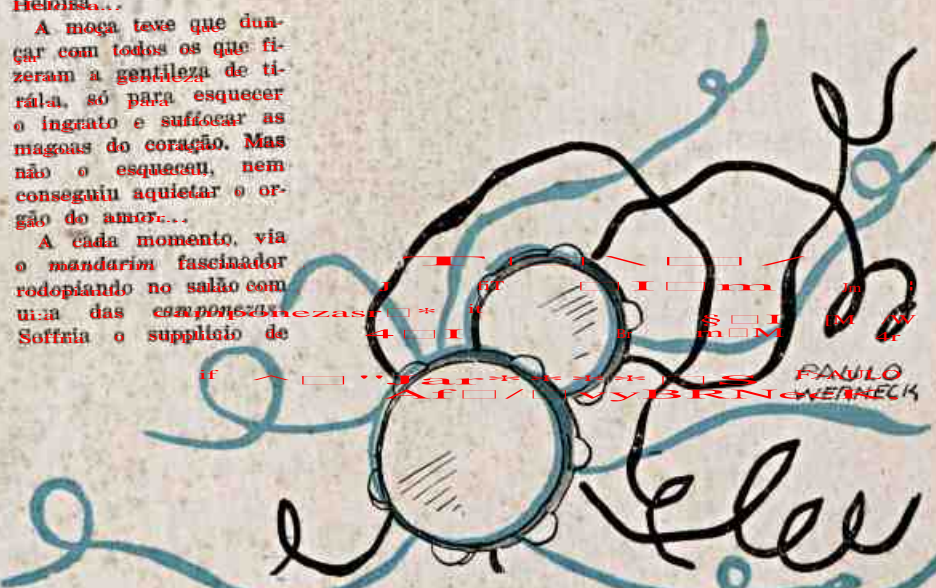 Heloisa...
A moça teve que dan-
çar com todos os que fi-
zeram a gentileza de ti-
rál-a, só para esquecer
o ingrato e suffocar as
magoas do coração. Mas
não o esqueceu, nem
conseguiu aquietar o or-
gão do amor...
A cada momento, via
o mandarim fascinador
rodopiando no salão com
uma das camponezas.
Soffria o supplicio de
PAULO
WERNECK